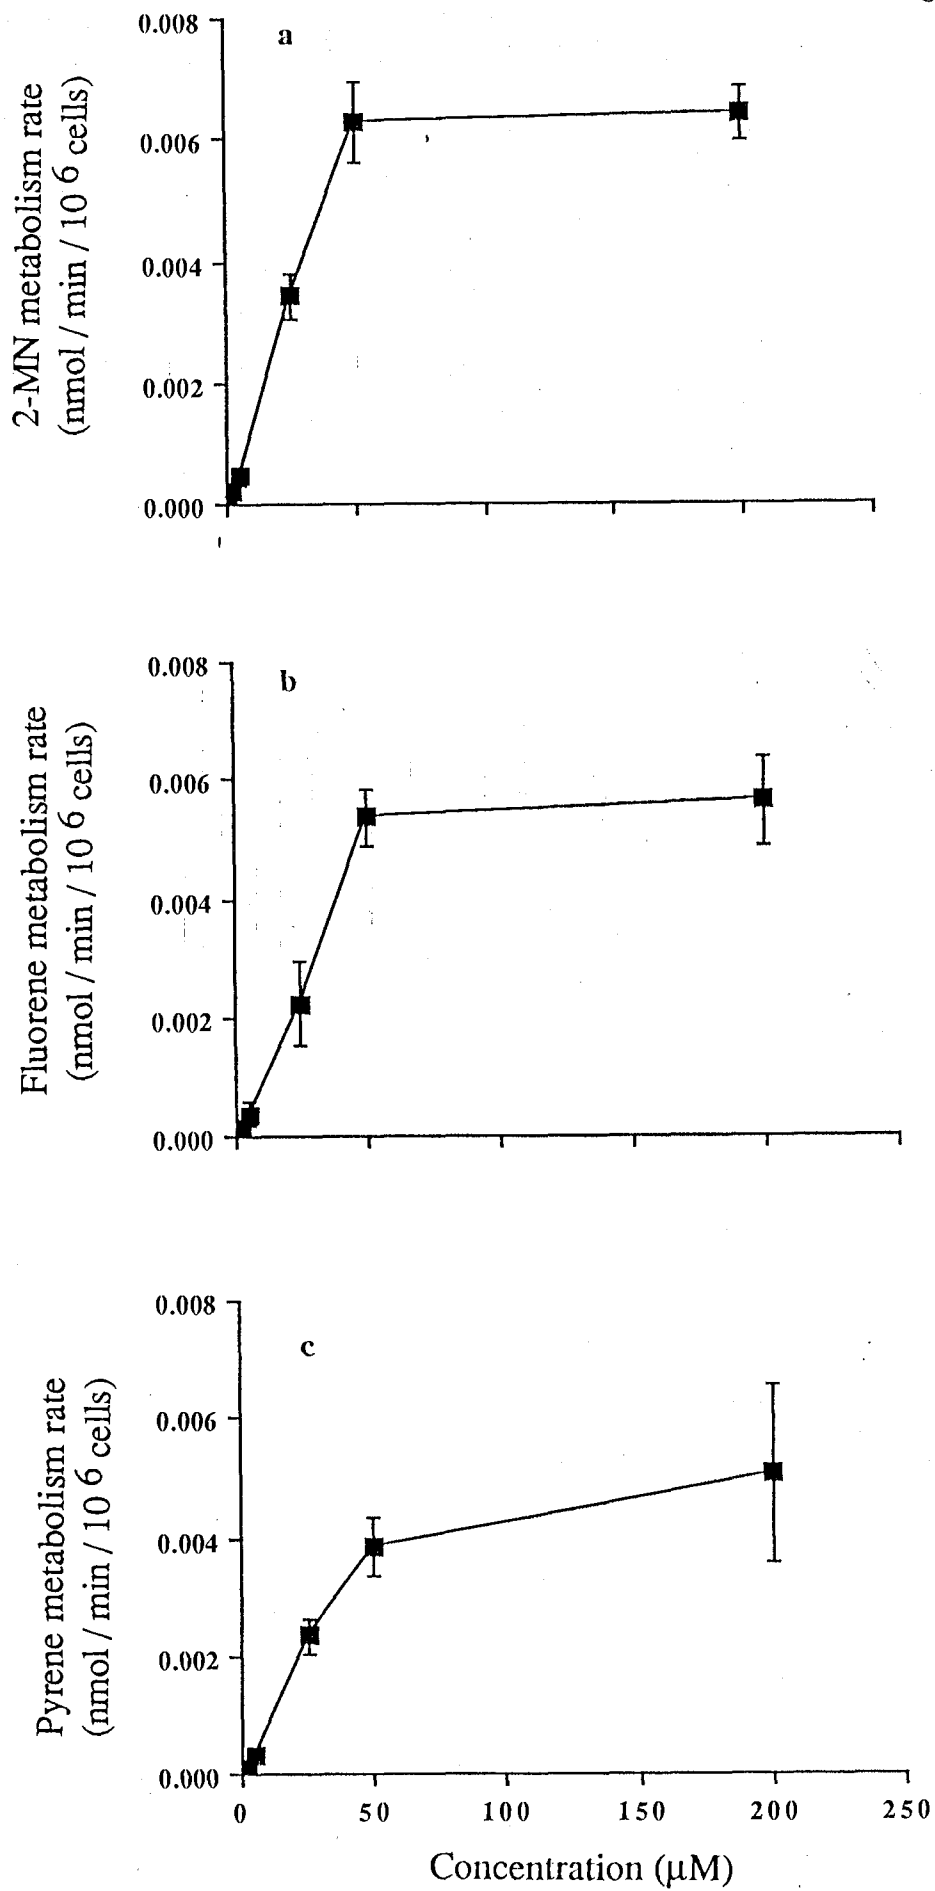 a
2-MN metabolism rate
(nmol / min / 10 6 cells)
0.008
0.006
0.004
0.002
0.000
b
Fluorene metabolism rate
(nmol / min / 10 6 cells)
0.008
0.006
0.004
0.002
0.000
c
Pyrene metabolism rate
(nmol / min / 10 6 cells)
0.008
0.006
0.004
0.002
0.000
0 50 100 150 200 250
Concentration (µM)